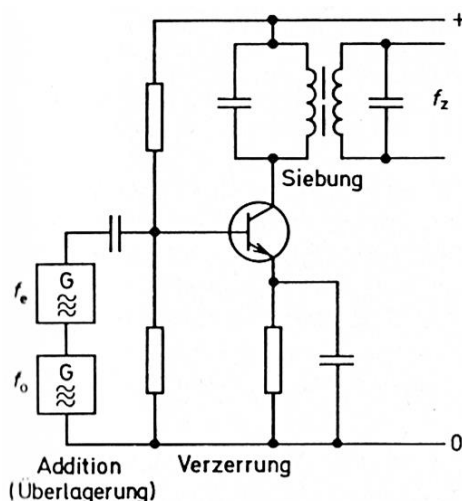 +
f_z
Siebung
G
f_e
G
f_o
0
Addition Verzerrung
(Überlagerung)